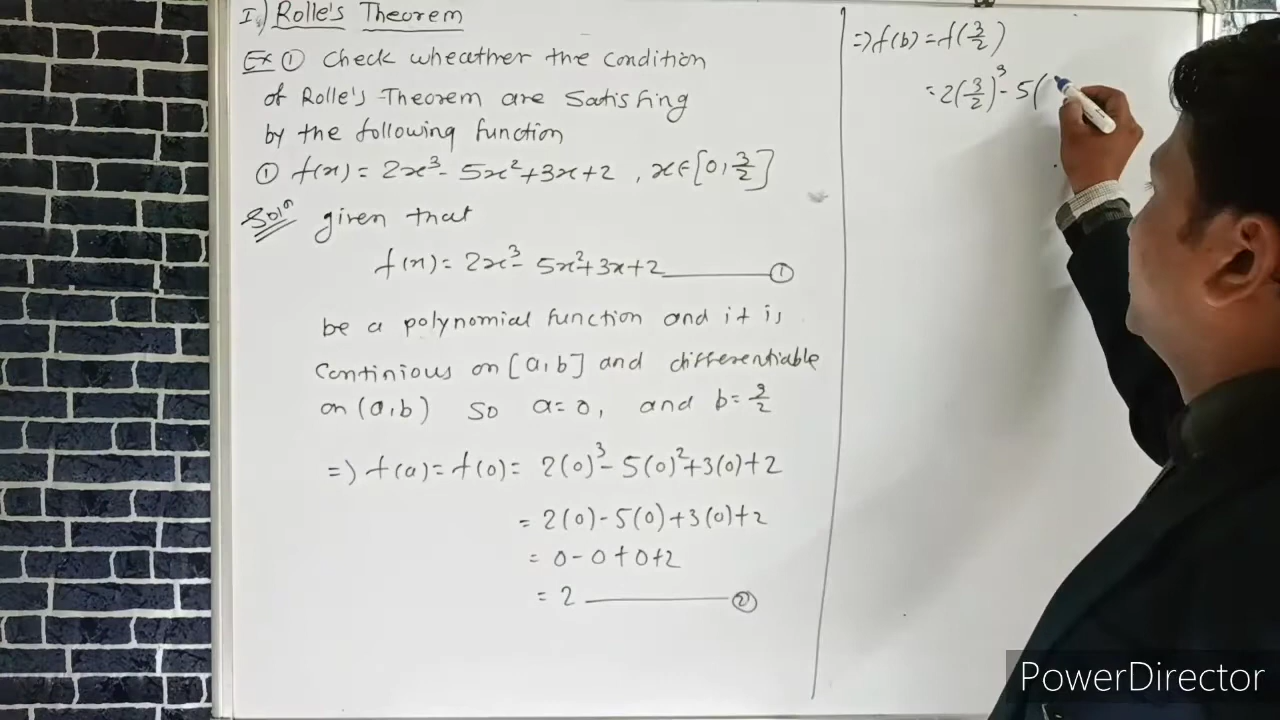 I) Rolle's Theorem
Ex ① Check wheather the condition
of Rolle's Theorem are Satisfing
by the following function
① f(x) = 2x³ - 5x² + 3x + 2 , x ∈ [0, 3/2]
Soln given that
f(x) = 2x³ - 5x² + 3x + 2 ——— ①
be a polynomial function and it is
Continious on [a, b] and differentiable
on (a, b) So a = 0, and b = 3/2
=> f(a) = f(0) = 2(0)³ - 5(0)² + 3(0) + 2
= 2(0) - 5(0) + 3(0) + 2
= 0 - 0 + 0 + 2
= 2 ——— ②
=> f(b) = f(3/2)
= 2(3/2)³ - 5(
PowerDirector